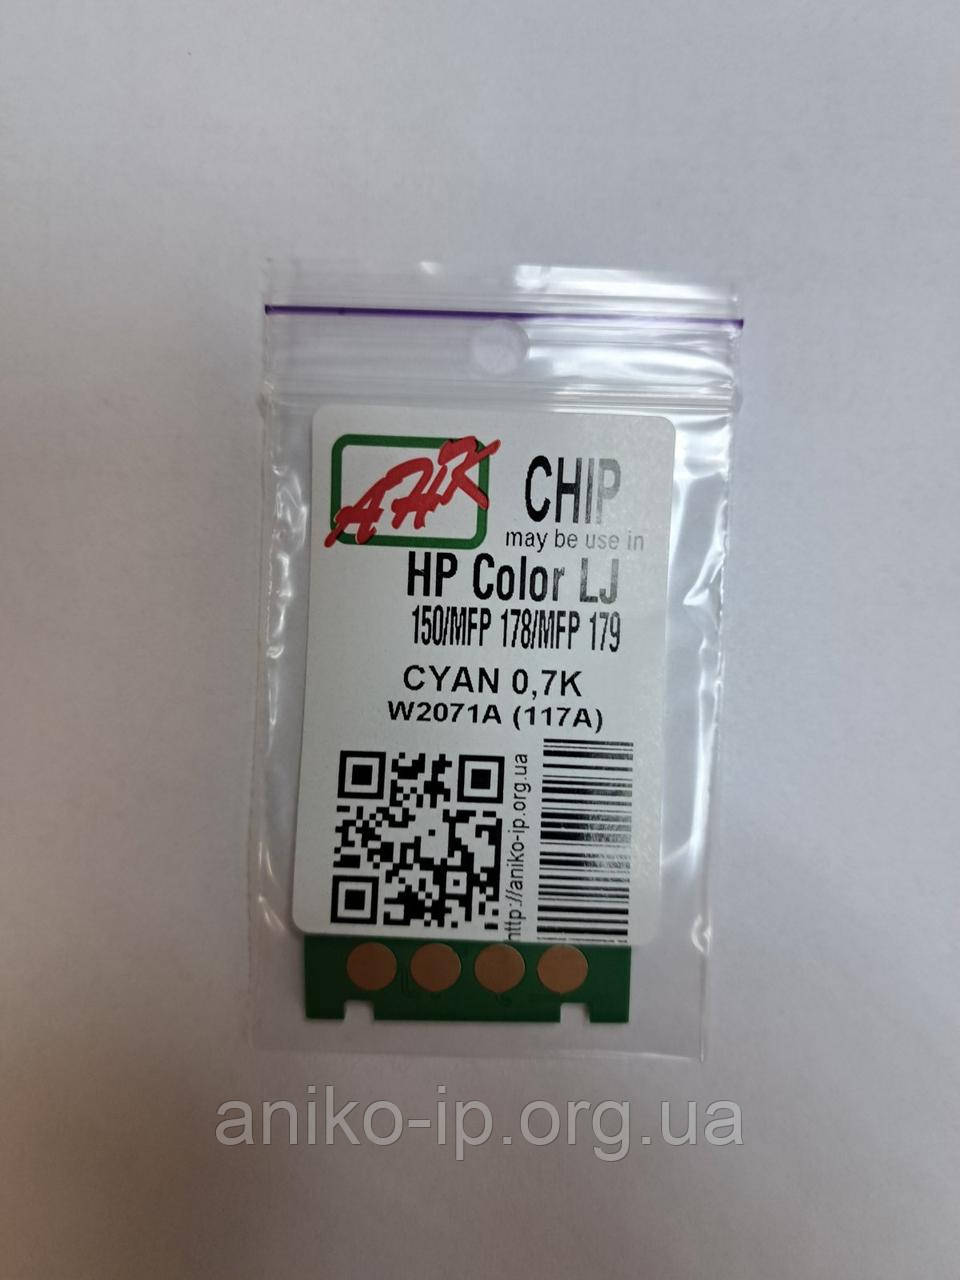 АНК
CHIP
may be use in
HP Color LJ
150/MFP 178/MFP 179
CYAN 0,7K
W2071A (117A)
http://aniko-ip.org.ua
aniko-ip.org.ua